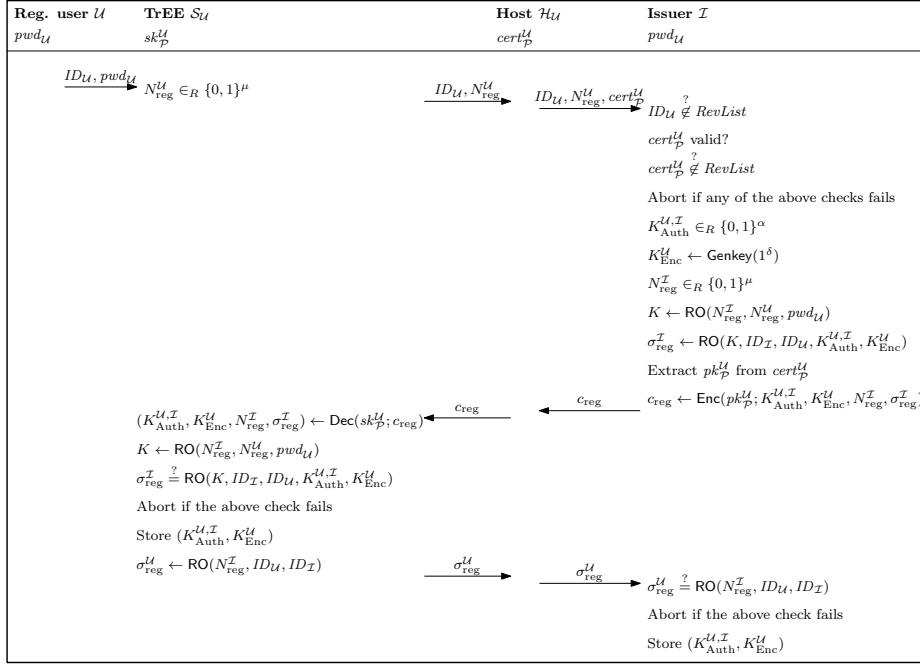 Reg. user 𝒰 TrEE 𝒮_𝒰 Host ℋ_𝒰 Issuer ℐ
pwd_𝒰 sk_𝒫^𝒰 cert_𝒫^𝒰 pwd_𝒰
ID_𝒰, pwd_𝒰
N_reg^𝒰 ∈_R {0, 1}^μ
ID_𝒰, N_reg^𝒰
ID_𝒰, N_reg^𝒰, cert_𝒫^𝒰
ID_𝒰 ∉^? RevList
cert_𝒫^𝒰 valid?
cert_𝒫^𝒰 ∉^? RevList
Abort if any of the above checks fails
K_Auth^{𝒰,ℐ} ∈_R {0, 1}^α
K_Enc^𝒰 ← Genkey(1^δ)
N_reg^ℐ ∈_R {0, 1}^μ
K ← RO(N_reg^ℐ, N_reg^𝒰, pwd_𝒰)
σ_reg^ℐ ← RO(K, ID_ℐ, ID_𝒰, K_Auth^{𝒰,ℐ}, K_Enc^𝒰)
Extract pk_𝒫^𝒰 from cert_𝒫^𝒰
c_reg ← Enc(pk_𝒫^𝒰; K_Auth^{𝒰,ℐ}, K_Enc^𝒰, N_reg^ℐ, σ_reg^ℐ)
c_reg
c_reg
(K_Auth^{𝒰,ℐ}, K_Enc^𝒰, N_reg^ℐ, σ_reg^ℐ) ← Dec(sk_𝒫^𝒰; c_reg)
K ← RO(N_reg^ℐ, N_reg^𝒰, pwd_𝒰)
σ_reg^ℐ =^? RO(K, ID_ℐ, ID_𝒰, K_Auth^{𝒰,ℐ}, K_Enc^𝒰)
Abort if the above check fails
Store (K_Auth^{𝒰,ℐ}, K_Enc^𝒰)
σ_reg^𝒰 ← RO(N_reg^ℐ, ID_𝒰, ID_ℐ)
σ_reg^𝒰
σ_reg^𝒰
σ_reg^𝒰 =^? RO(N_reg^ℐ, ID_𝒰, ID_ℐ)
Abort if the above check fails
Store (K_Auth^{𝒰,ℐ}, K_Enc^𝒰)